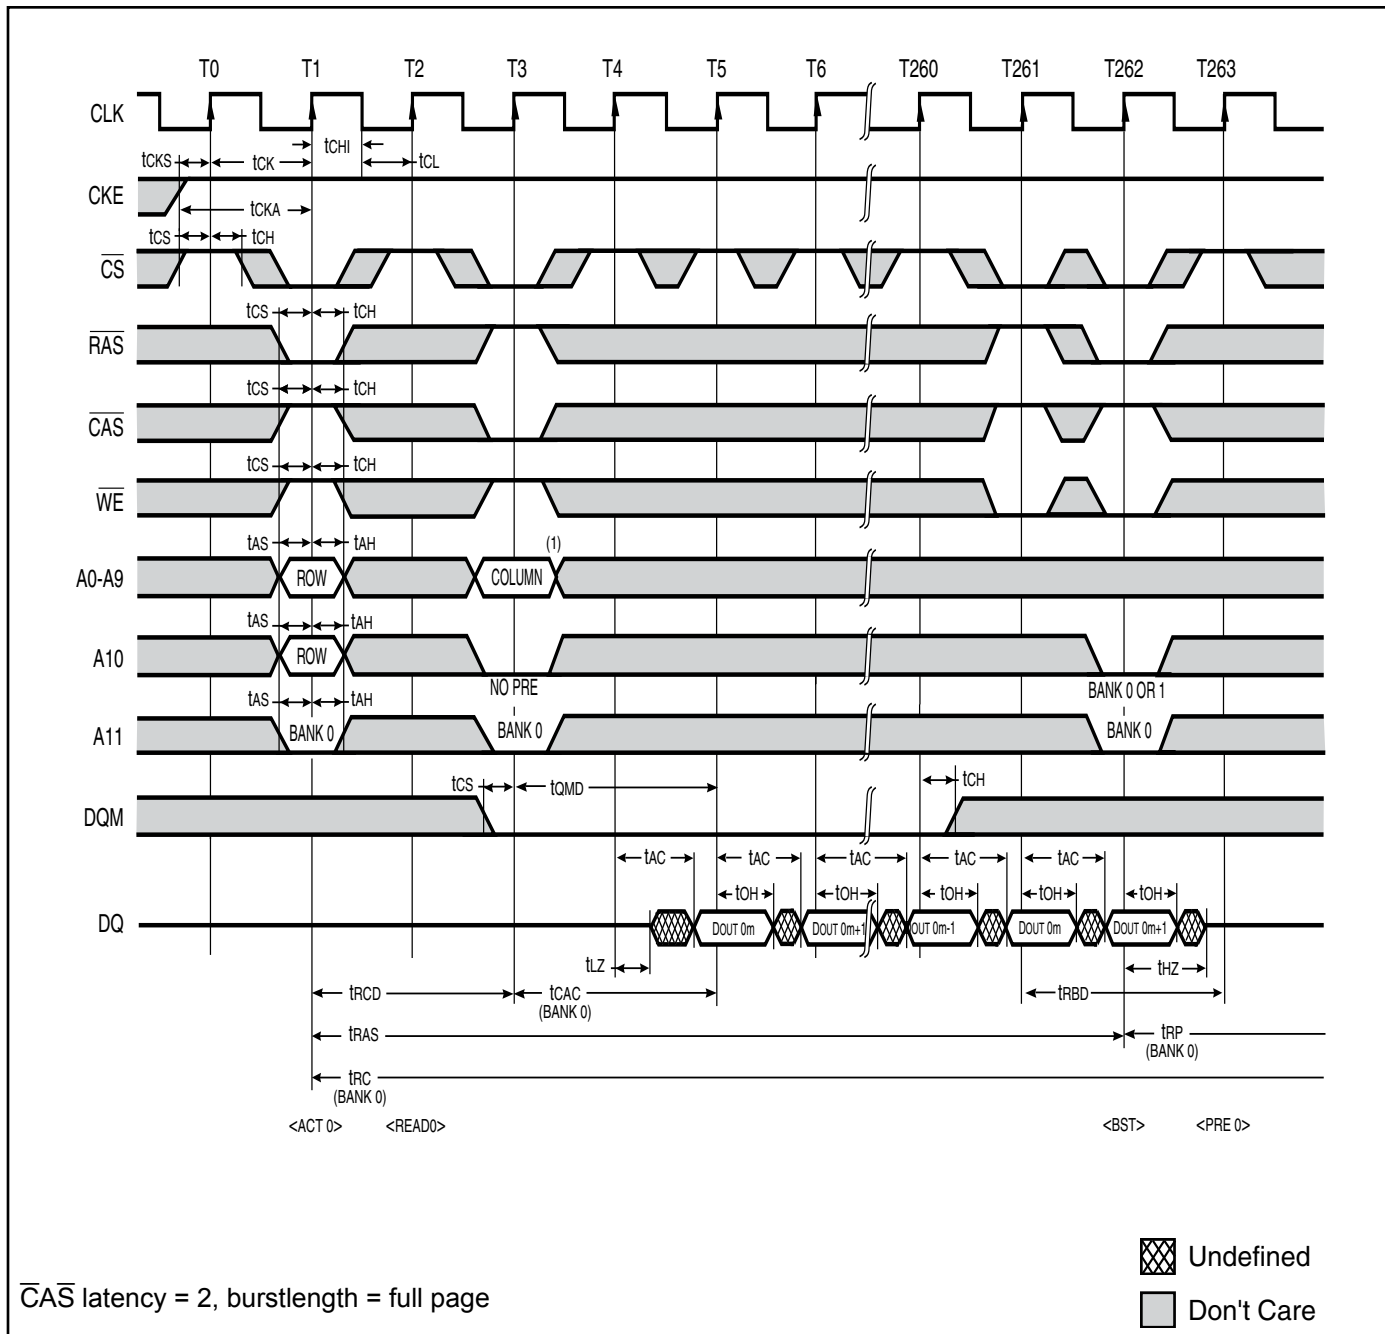 T0 T1 T2 T3 T4 T5 T6 T260 T261 T262 T263
CLK
tCHI
tCKS tCK tCL
CKE
tCKA
tCS tCH
CS
tCS tCH
RAS
tCS tCH
CAS
tCS tCH
WE
tAS tAH (1)
A0-A9 ROW COLUMN
tAS tAH
A10 ROW
NO PRE BANK 0 OR 1
tAS tAH
A11 BANK 0 BANK 0 BANK 0
tCS tQMD tCH
DQM
tAC tAC tAC tAC tAC
tOH tOH tOH tOH tOH
DQ DOUT 0m DOUT 0m+1 OUT 0m-1 DOUT 0m DOUT 0m+1
tLZ tHZ
tRCD tCAC tRBD
(BANK 0)
tRAS tRP
(BANK 0)
tRC
(BANK 0)
<ACT 0> <READ0> <BST> <PRE 0>
Undefined
CAS latency = 2, burstlength = full page
Don't Care